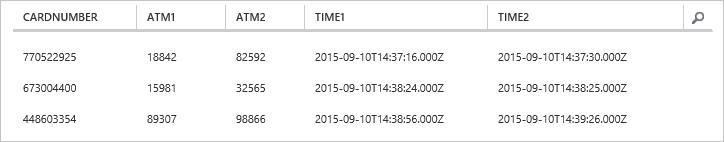 CARDNUMBER ATM1 ATM2 TIME1 TIME2
770522925 18842 82592 2015-09-10T14:37:16.000Z 2015-09-10T14:37:30.000Z
673004400 15981 32565 2015-09-10T14:38:24.000Z 2015-09-10T14:38:25.000Z
448603354 89307 98866 2015-09-10T14:38:56.000Z 2015-09-10T14:39:26.000Z